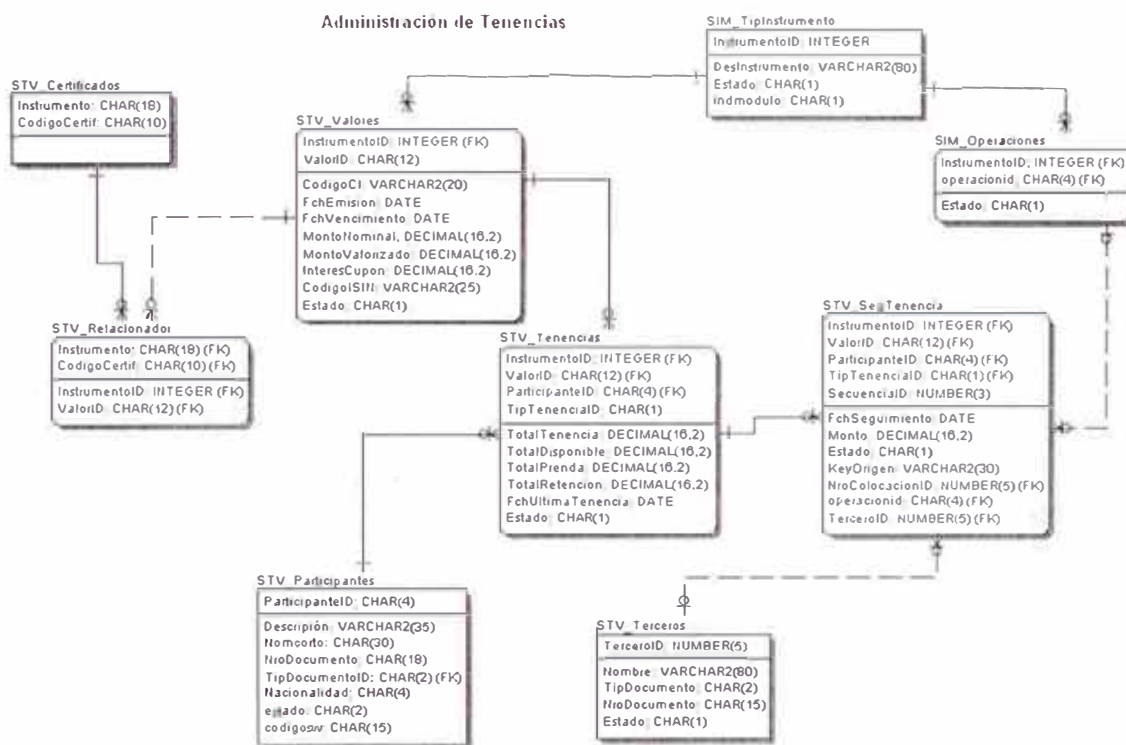 Administración de Tenencias
SIM_TipInstrumento
InstrumentoID: INTEGER
DesInstrumento: VARCHAR2(80)
Estado: CHAR(1)
indmodulo: CHAR(1)
STV_Certificados
Instrumento: CHAR(18)
CodigoCertif: CHAR(10)
STV_Valores
InstrumentoID: INTEGER (FK)
ValorID: CHAR(12)
CodigoCI: VARCHAR2(20)
FchEmision: DATE
FchVencimiento: DATE
MontoNominal: DECIMAL(16,2)
MontoValorizado: DECIMAL(16,2)
InteresCupon: DECIMAL(16,2)
CodigoISIN: VARCHAR2(25)
Estado: CHAR(1)
SIM_Operaciones
InstrumentoID: INTEGER (FK)
operacionid: CHAR(4) (FK)
Estado: CHAR(1)
STV_Relacionador
Instrumento: CHAR(18) (FK)
CodigoCertif: CHAR(10) (FK)
InstrumentoID: INTEGER (FK)
ValorID: CHAR(12) (FK)
STV_Tenencias
InstrumentoID: INTEGER (FK)
ValorID: CHAR(12) (FK)
ParticipanteID: CHAR(4) (FK)
TipTenenciaID: CHAR(1)
TotalTenencia: DECIMAL(16,2)
TotalDisponible: DECIMAL(16,2)
TotalPrenda: DECIMAL(16,2)
TotalRetencion: DECIMAL(16,2)
FchUltimaTenencia: DATE
Estado: CHAR(1)
STV_SegTenencia
InstrumentoID: INTEGER (FK)
ValorID: CHAR(12) (FK)
ParticipanteID: CHAR(4) (FK)
TipTenenciaID: CHAR(1) (FK)
SecuenciaID: NUMBER(3)
FchSeguimiento: DATE
Monto: DECIMAL(16,2)
Estado: CHAR(1)
KeyOrigen: VARCHAR2(30)
NroColocacionID: NUMBER(5) (FK)
operacionid: CHAR(4) (FK)
TerceroID: NUMBER(5) (FK)
STV_Participantes
ParticipanteID: CHAR(4)
Descripión: VARCHAR2(35)
Nomcorto: CHAR(30)
NroDocumento: CHAR(18)
TipDocumentoID: CHAR(2) (FK)
Nacionalidad: CHAR(4)
estado: CHAR(2)
codigosw: CHAR(15)
STV_Terceros
TerceroID: NUMBER(5)
Nombre: VARCHAR2(80)
TipDocumento: CHAR(2)
NroDocumento: CHAR(15)
Estado: CHAR(1)